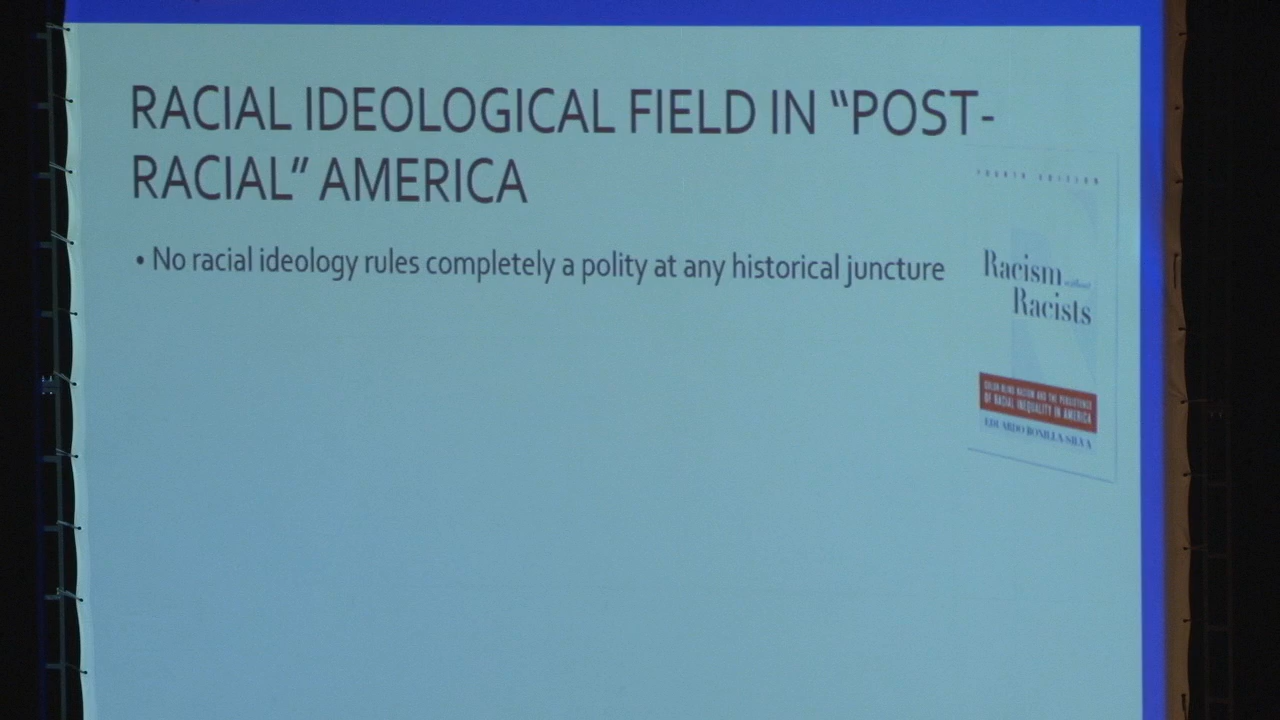 RACIAL IDEOLOGICAL FIELD IN “POST-
RACIAL” AMERICA
• No racial ideology rules completely a polity at any historical juncture
FOURTH EDITION
Racism without
Racists
COLOR-BLIND RACISM AND THE PERSISTENCE
OF RACIAL INEQUALITY IN AMERICA
EDUARDO BONILLA-SILVA